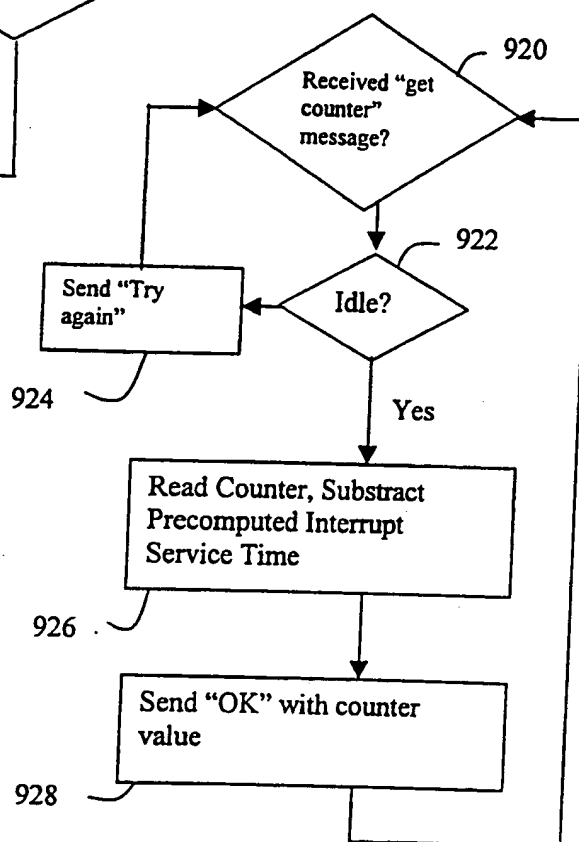 920
Received “get
counter”
message?
922
Idle?
Send “Try
again”
924
Yes
Read Counter, Substract
Precomputed Interrupt
Service Time
926
Send “OK” with counter
value
928